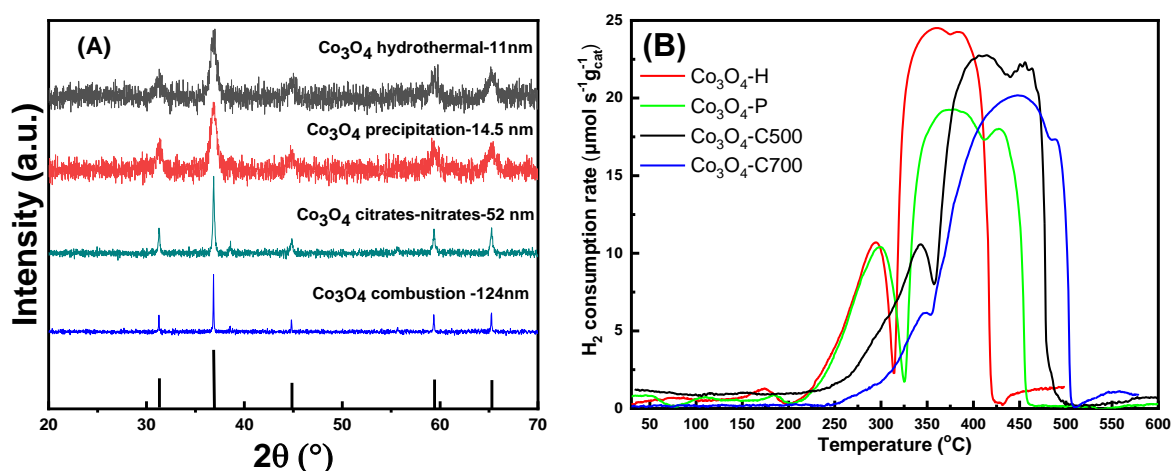 (A)
Co₃O₄ hydrothermal-11nm
Co₃O₄ precipitation-14.5 nm
Co₃O₄ citrates-nitrates-52 nm
Co₃O₄ combustion -124nm
Intensity (a.u.)
20 30 40 50 60 70
2θ (°)
(B)
Co₃O₄-H
Co₃O₄-P
Co₃O₄-C500
Co₃O₄-C700
H₂ consumption rate (μmol s⁻¹g⁻¹cat)
25
20
15
10
5
0
50 100 150 200 250 300 350 400 450 500 550 600
Temperature (°C)